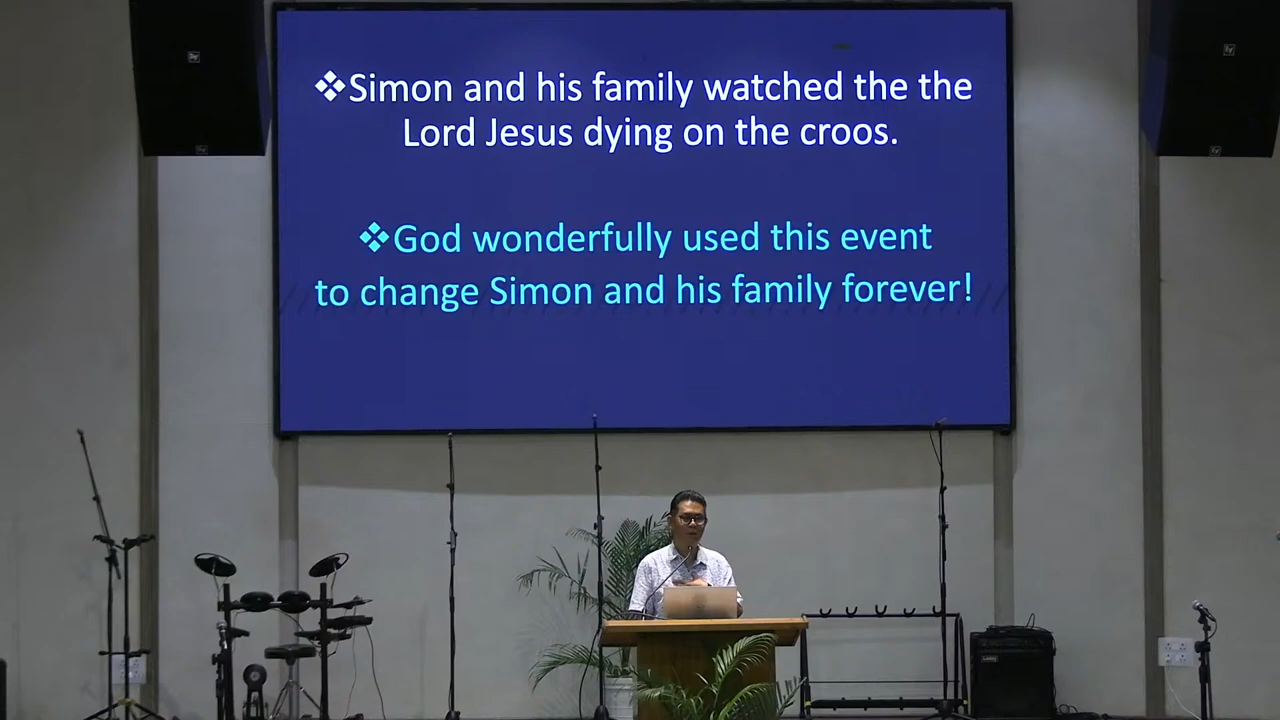 ❖Simon and his family watched the the
Lord Jesus dying on the croos.
❖God wonderfully used this event
to change Simon and his family forever!